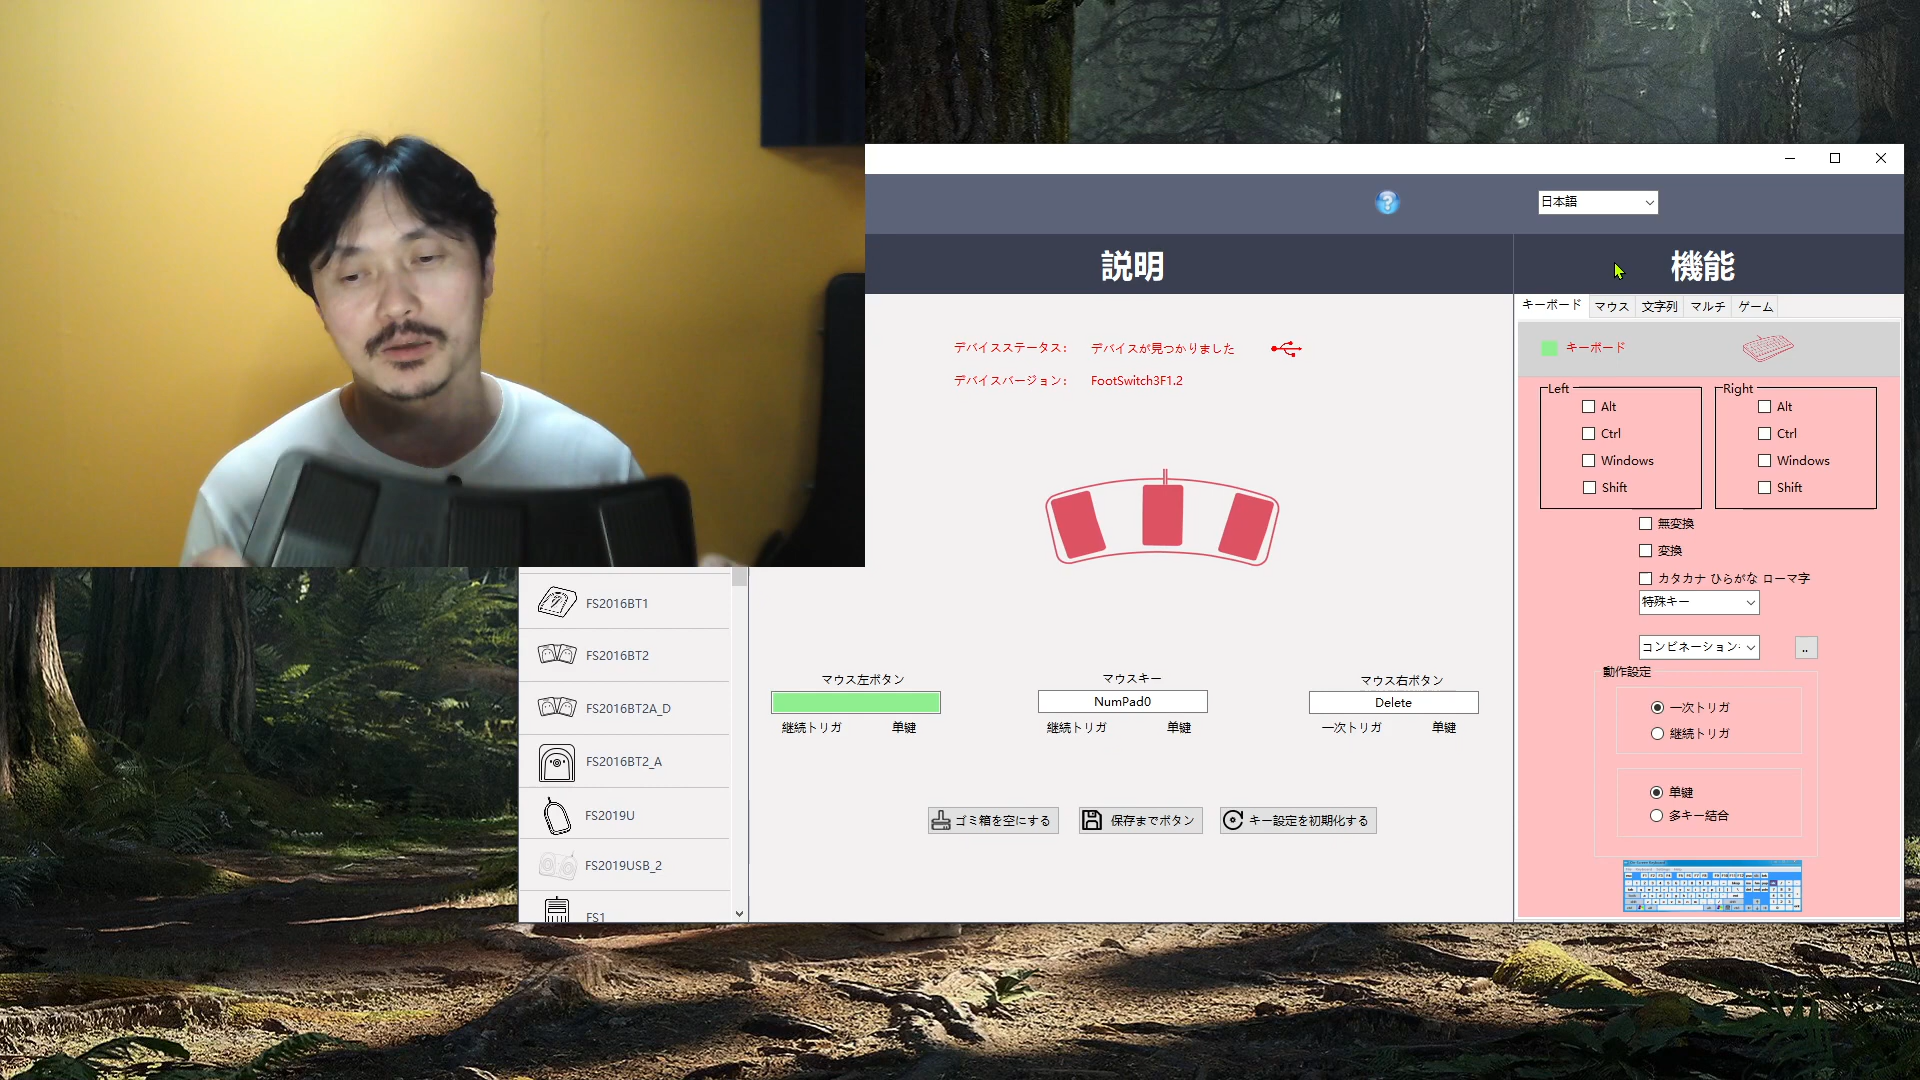 日本語
説明
機能
キーボード
マウス
文字列
マルチ
ゲーム
デバイスステータス:
デバイスが見つかりました
デバイスバージョン:
FootSwitch3F1.2
キーボード
Left
Alt
Ctrl
Windows
Shift
Right
Alt
Ctrl
Windows
Shift
無変換
変換
カタカナ ひらがな ローマ字
特殊キー
コンビネーション
..
動作設定
一次トリガ
継続トリガ
单键
多キー結合
FS2016BT1
FS2016BT2
FS2016BT2A_D
FS2016BT2_A
FS2019U
FS2019USB_2
FS1
マウス左ボタン
継続トリガ
单键
マウスキー
NumPad0
継続トリガ
单键
マウス右ボタン
Delete
一次トリガ
单键
ゴミ箱を空にする
保存までボタン
キー設定を初期化する